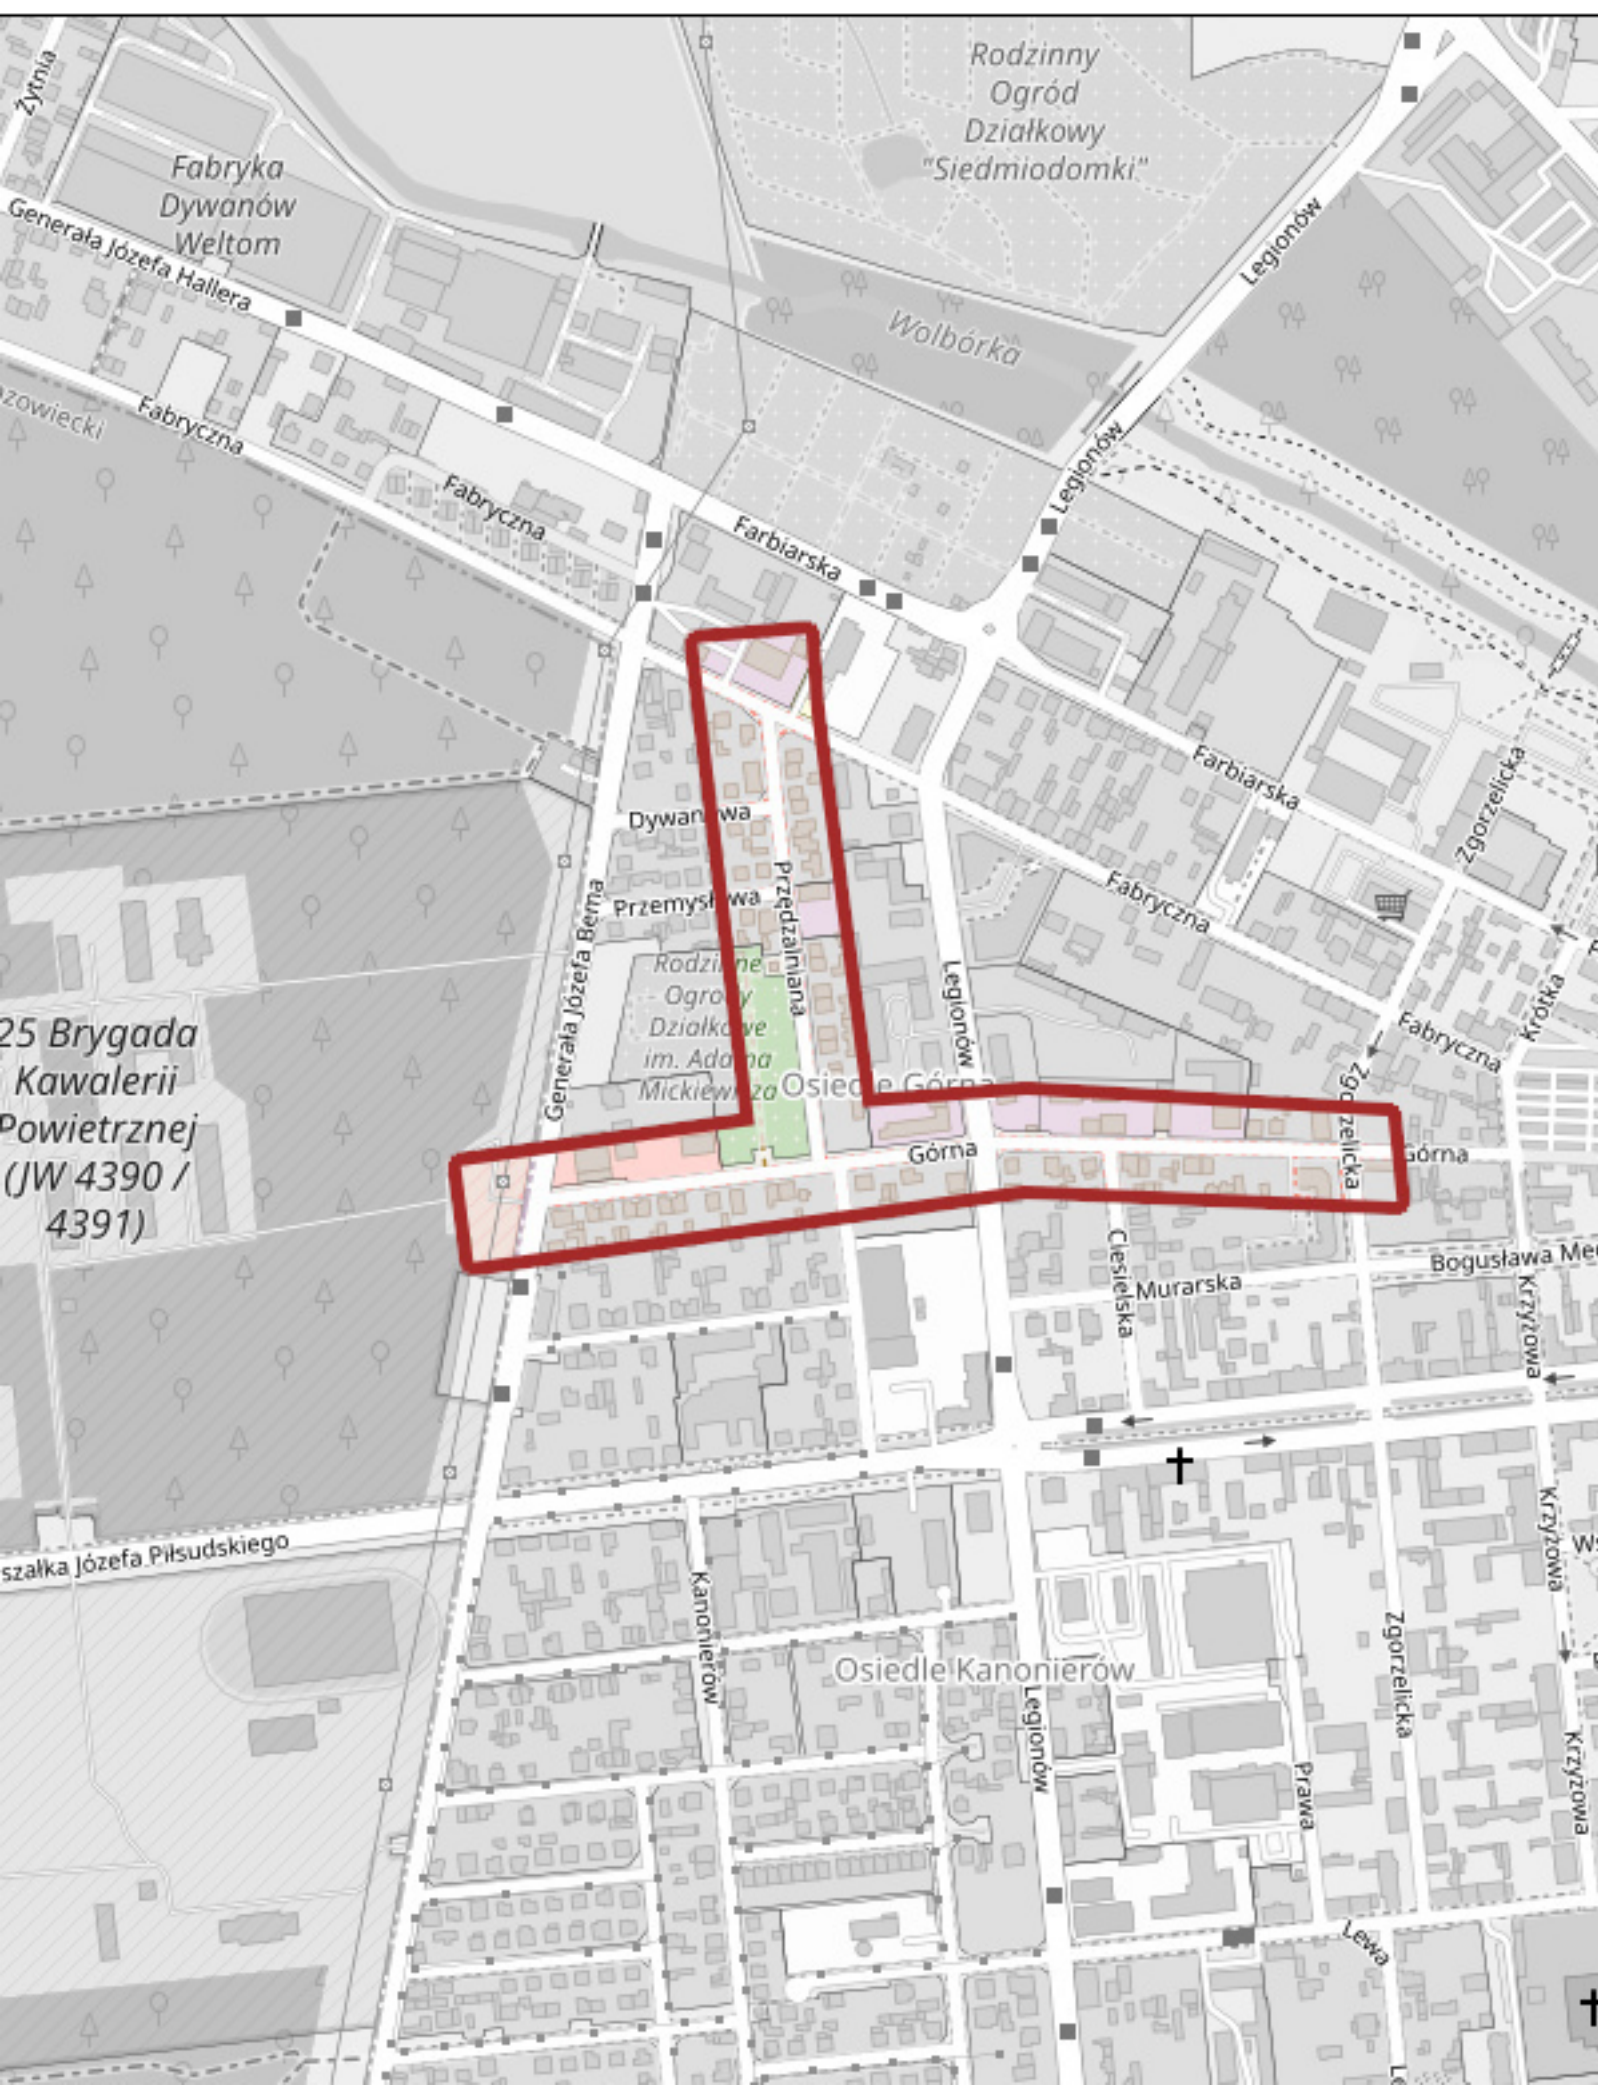 Rodzinny
Ogród
Działkowy
"Siedmiodomki"
Żytnia
Fabryka
Dywanów
Weltom
Generała Józefa Hallera
Legionów
Wolbórka
Fabryczna
Legionów
Fabryczna
Farbiarska
Farbiarska
Zgorzelicka
Dywanowa
Przemysłowa
Przędzalniana
Fabryczna
Generała Józefa Bema
Rodzinne
Ogrody
Działkowe
im. Adama
Mickiewicza
Legionów
Krótka
Fabryczna
25 Brygada
Kawalerii
Powietrznej
(JW 4390 /
4391)
Osiedle Górna
Zgorzelicka
Górna
Górna
Ciesielska
Murarska
Krzyżowa
szałka Józefa Piłsudskiego
Kanonierów
Krzyżowa
Zgorzelicka
Osiedle Kanonierów
Legionów
Prawa
Krzyżowa
Lewa